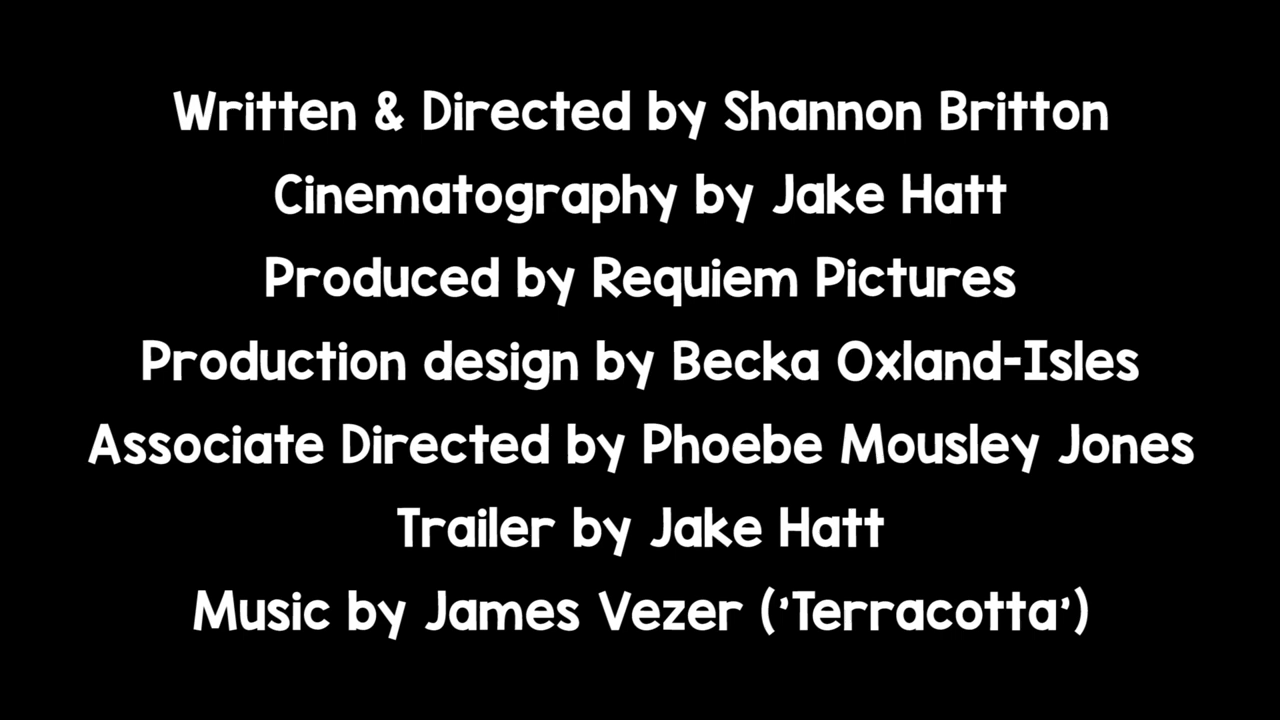 Written & Directed by Shannon Britton
Cinematography by Jake Hatt
Produced by Requiem Pictures
Production design by Becka Oxland-Isles
Associate Directed by Phoebe Mousley Jones
Trailer by Jake Hatt
Music by James Vezer ('Terracotta')